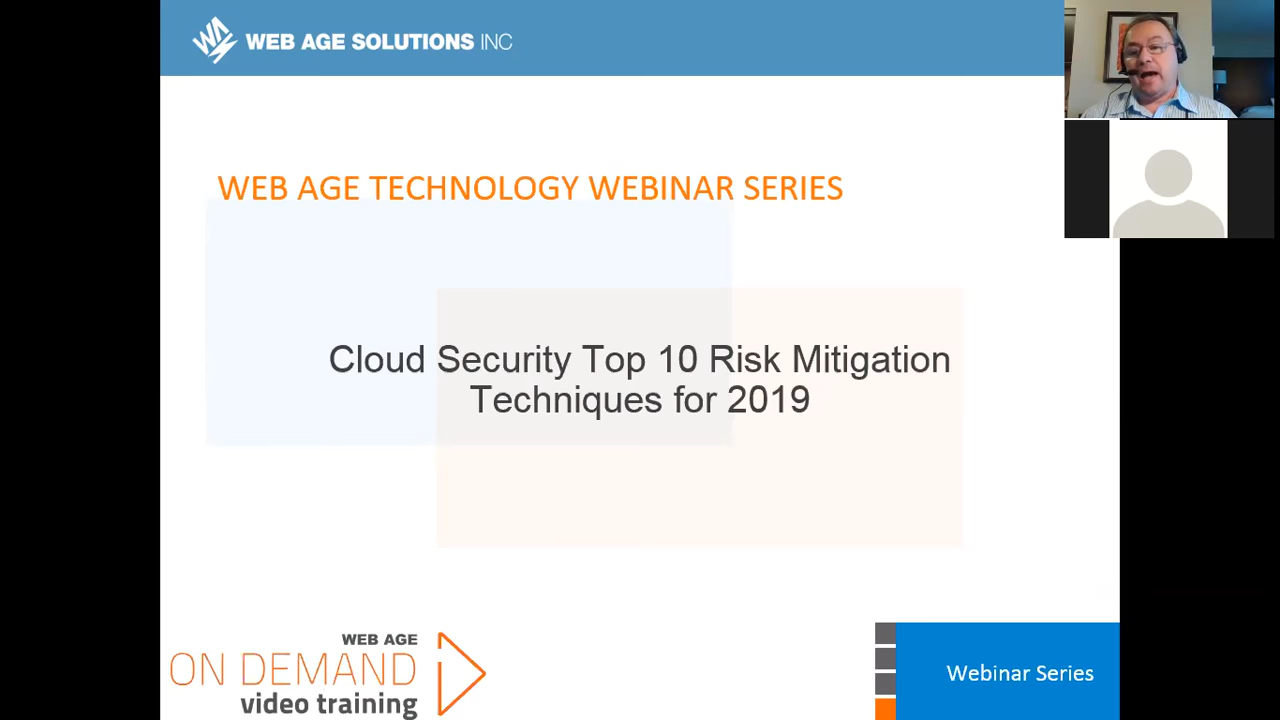 WEB AGE SOLUTIONS INC
WEB AGE TECHNOLOGY WEBINAR SERIES
Cloud Security Top 10 Risk Mitigation
Techniques for 2019
WEB AGE
ON DEMAND
video training
Webinar Series